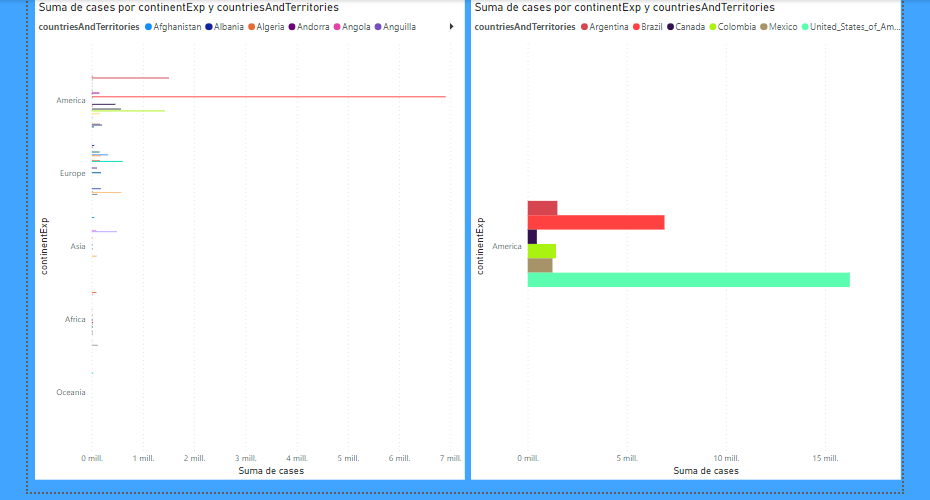 Suma de cases por continentExp y countriesAndTerritories
countriesAndTerritories Afghanistan Albania Algeria Andorra Angola Anguilla
America
Europe
Asia
Africa
Oceania
continentExp
0 mill. 1 mill. 2 mill. 3 mill. 4 mill. 5 mill. 6 mill. 7 mill.
Suma de cases
Suma de cases por continentExp y countriesAndTerritories
countriesAndTerritories Argentina Brazil Canada Colombia Mexico United_States_of_Am...
America
continentExp
0 mill. 5 mill. 10 mill. 15 mill.
Suma de cases